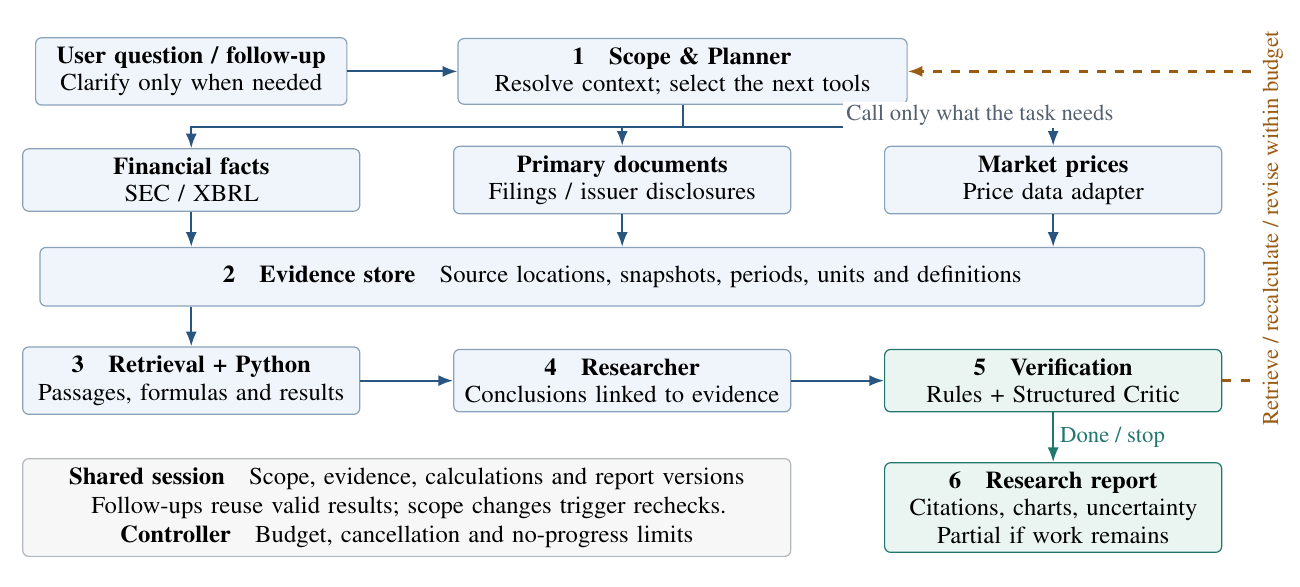 User question / follow-up
Clarify only when needed
1 Scope & Planner
Resolve context; select the next tools
Call only what the task needs
Financial facts
SEC / XBRL
Primary documents
Filings / issuer disclosures
Market prices
Price data adapter
2 Evidence store Source locations, snapshots, periods, units and definitions
3 Retrieval + Python
Passages, formulas and results
4 Researcher
Conclusions linked to evidence
5 Verification
Rules + Structured Critic
Retrieve / recalculate / revise within budget
Done / stop
Shared session Scope, evidence, calculations and report versions
Follow-ups reuse valid results; scope changes trigger rechecks.
Controller Budget, cancellation and no-progress limits
6 Research report
Citations, charts, uncertainty
Partial if work remains